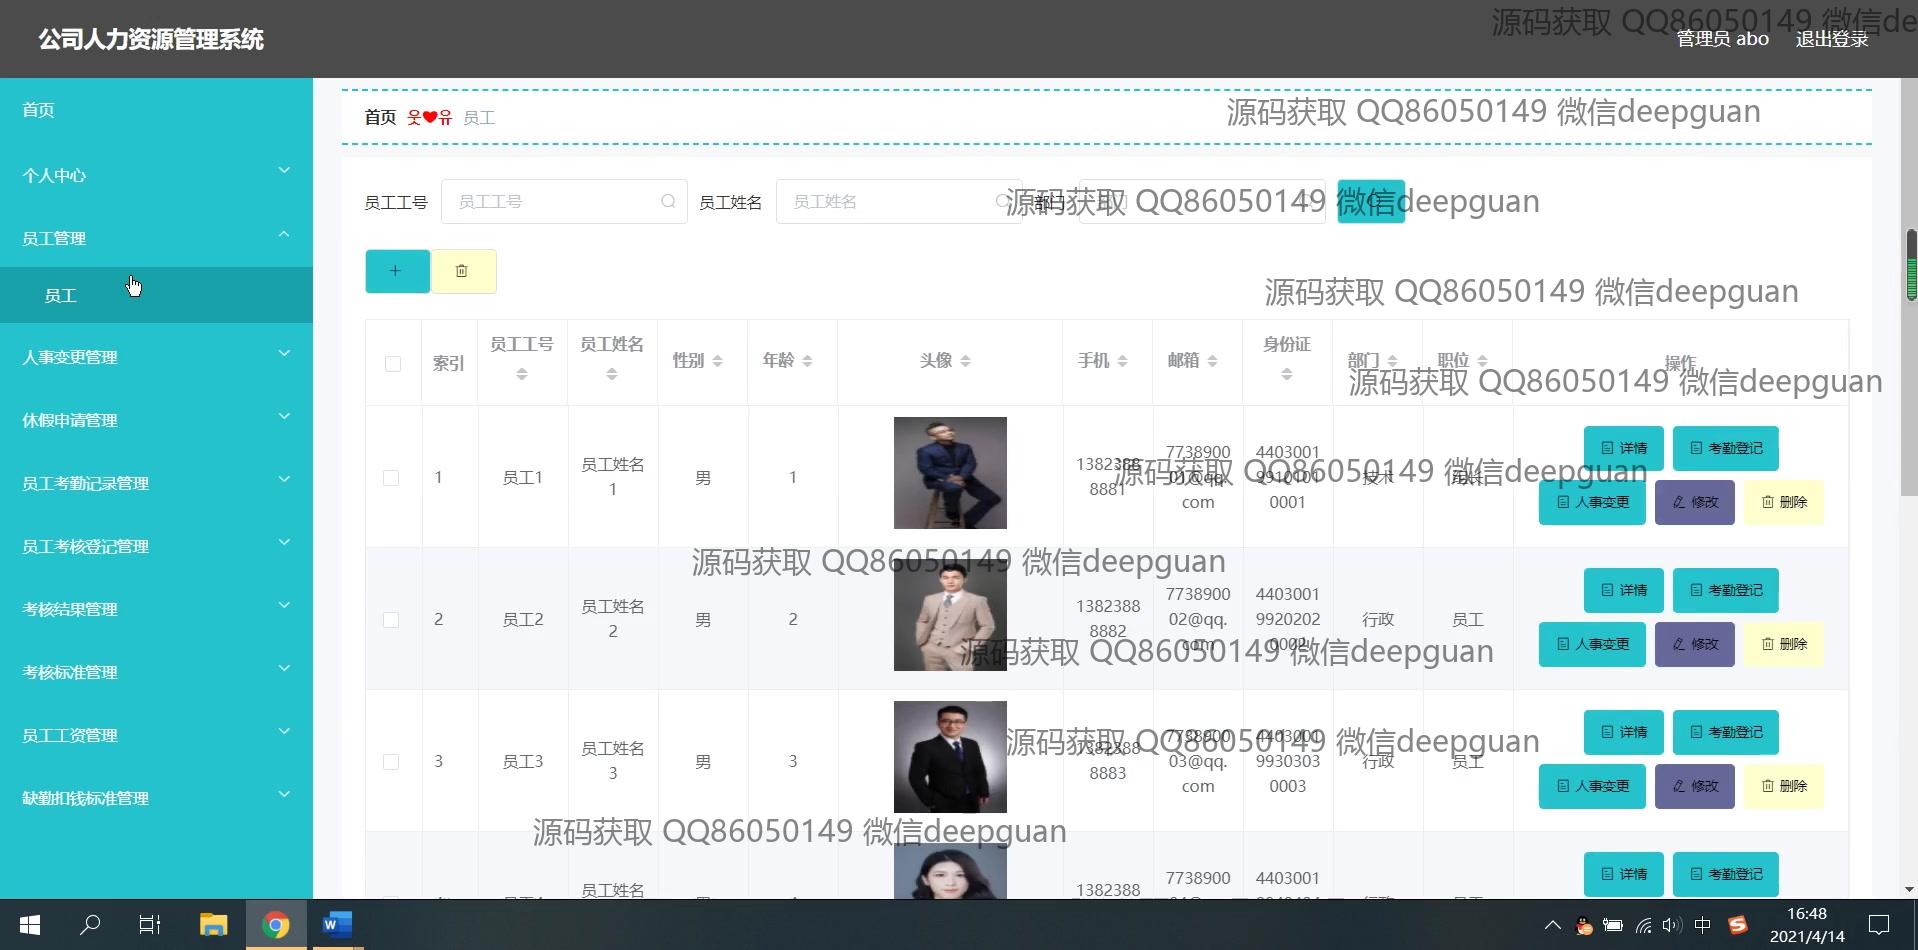 源码获取 QQ86050149 微信de
公司人力资源管理系统
管理员 abo 退出登录
首页
个人中心
员工管理
员工
人事变更管理
休假申请管理
员工考勤记录管理
员工考核登记管理
考核结果管理
考核标准管理
员工工资管理
缺勤扣钱标准管理
首页 웃❤유 员工
源码获取 QQ86050149 微信deepguan
员工工号 员工工号 员工姓名 员工姓名 部门
源码获取 QQ86050149 微信deepguan
源码获取 QQ86050149 微信deepguan
索引 员工工号 员工姓名 性别 年龄 头像 手机 邮箱 身份证 部门 职位 操作
源码获取 QQ86050149 微信deepguan
1 员工1 员工姓名 男 1
1
1382388
8881
7738900
01@qq.
com
4403001
9910101
0001
技术 组长
详情 考勤登记
人事变更 修改 删除
源码获取 QQ86050149 微信deepguan
源码获取 QQ86050149 微信deepguan
2 员工2 员工姓名 男 2
2
1382388
8882
7738900
02@qq.
com
4403001
9920202
0002
行政 员工
详情 考勤登记
人事变更 修改 删除
源码获取 QQ86050149 微信deepguan
3 员工3 员工姓名 男 3
3
1382388
8883
7738900
03@qq.
com
4403001
9930303
0003
行政 员工
详情 考勤登记
人事变更 修改 删除
源码获取 QQ86050149 微信deepguan
源码获取 QQ86050149 微信deepguan
员工姓名
1382388
7738900
4403001
详情 考勤登记
中
16:48
2021/4/14